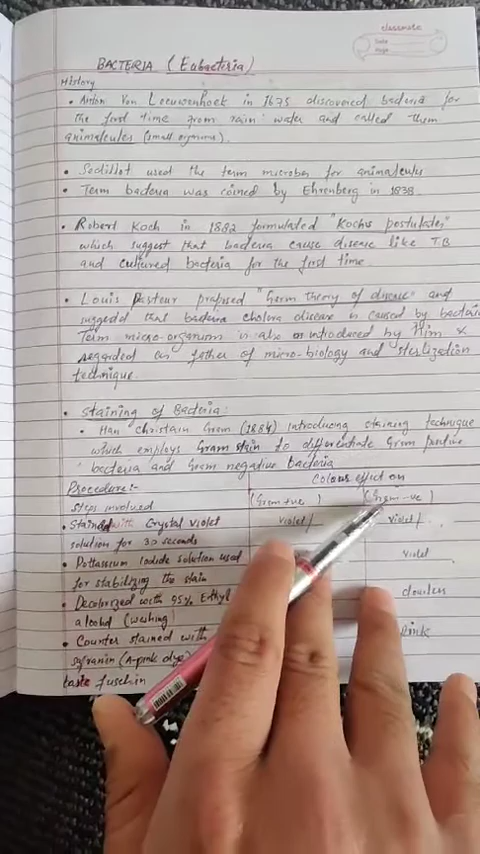 classmate
Date
Page
BACTERIA (Eubacteria)
History
• Anton Von Leeuwenhoek in 1675 discovered bacteria for
the first time from rain water and called them
animalcules (small organisms).
• Sedillot used the term microbes for animalcules
• Term bacteria was coined by Ehrenberg in 1838
• Robert Koch in 1882 formulated "Kochs postulates"
which suggest that bacteria cause disease like T.B
and cultured bacteria for the first time
• Louis Pasteur proposed "Germ theory of disease" and
suggested that bacteria cholora disease is caused by bacteria
Term micro-organism is also introduced by Him &
regarded as father of micro-biology and sterilization
technique.
• Staining of Bacteria:
• Han Christain Gram (1884) introducing staining technique
which employs Gram stain to differentiate Gram positive
bacteria and Gram negative bacteria
Procedure:- Colour effect on
steps involved (Gram +ve) (Gram -ve)
• Stained with Crystal violet violet/ violet/
solution for 30 seconds
• Pottassium Iodide solution used violet
for stabilizing the stain
• Decolorized with 95% Ethyl
alcohol (washing)
• Counter stained with Pink
safranin (A-pink dye)
fuschin